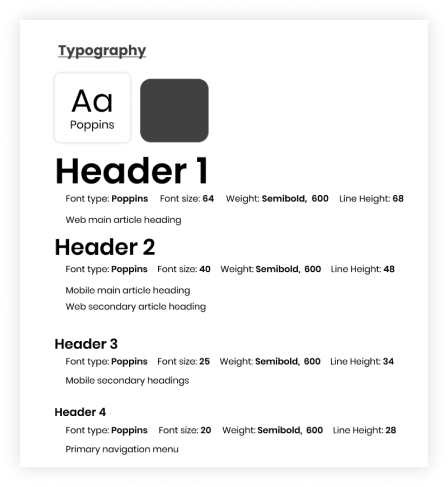 Typography
Aa
Poppins
Header 1
Font type: Poppins Font size: 64 Weight: Semibold, 600 Line Height: 68
Web main article heading
Header 2
Font type: Poppins Font size: 40 Weight: Semibold, 600 Line Height: 48
Mobile main article heading
Web secondary article heading
Header 3
Font type: Poppins Font size: 25 Weight: Semibold, 600 Line Height: 34
Mobile secondary headings
Header 4
Font type: Poppins Font size: 20 Weight: Semibold, 600 Line Height: 28
Primary navigation menu